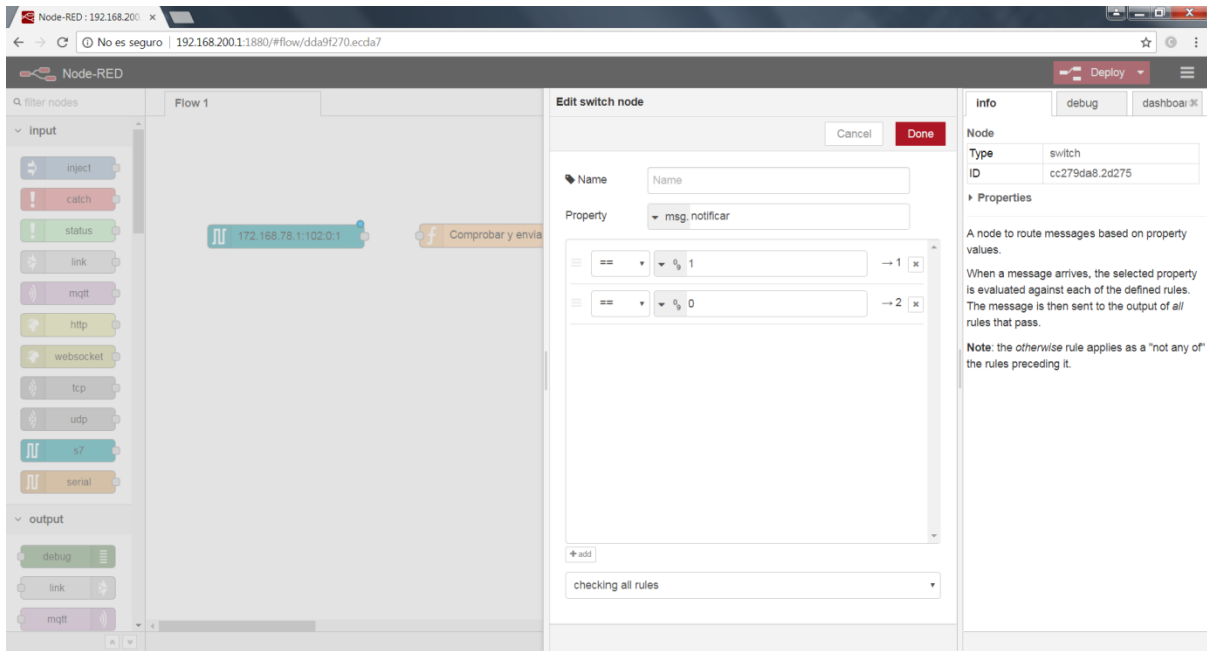 Node-RED : 192.168.200
No es seguro | 192.168.200.1:1880/#flow/dda9f270.ecda7
Node-RED
Deploy
filter nodes
Flow 1
Edit switch node
info
debug
input
Cancel
Done
Node
Type switch
ID cc279da8.2d275
Properties
inject
catch
status
link
mqtt
http
websocket
tcp
udp
s7
serial
output
debug
link
mqtt
172.168.78.1:102:0:1
Comprobar y envia
Name
Name
Property
msg. notificar
== 1 → 1 x
== 0 → 2 x
+ add
checking all rules
A node to route messages based on property
values.
When a message arrives, the selected property
is evaluated against each of the defined rules.
The message is then sent to the output of all
rules that pass.
Note: the otherwise rule applies as a "not any of"
the rules preceding it.